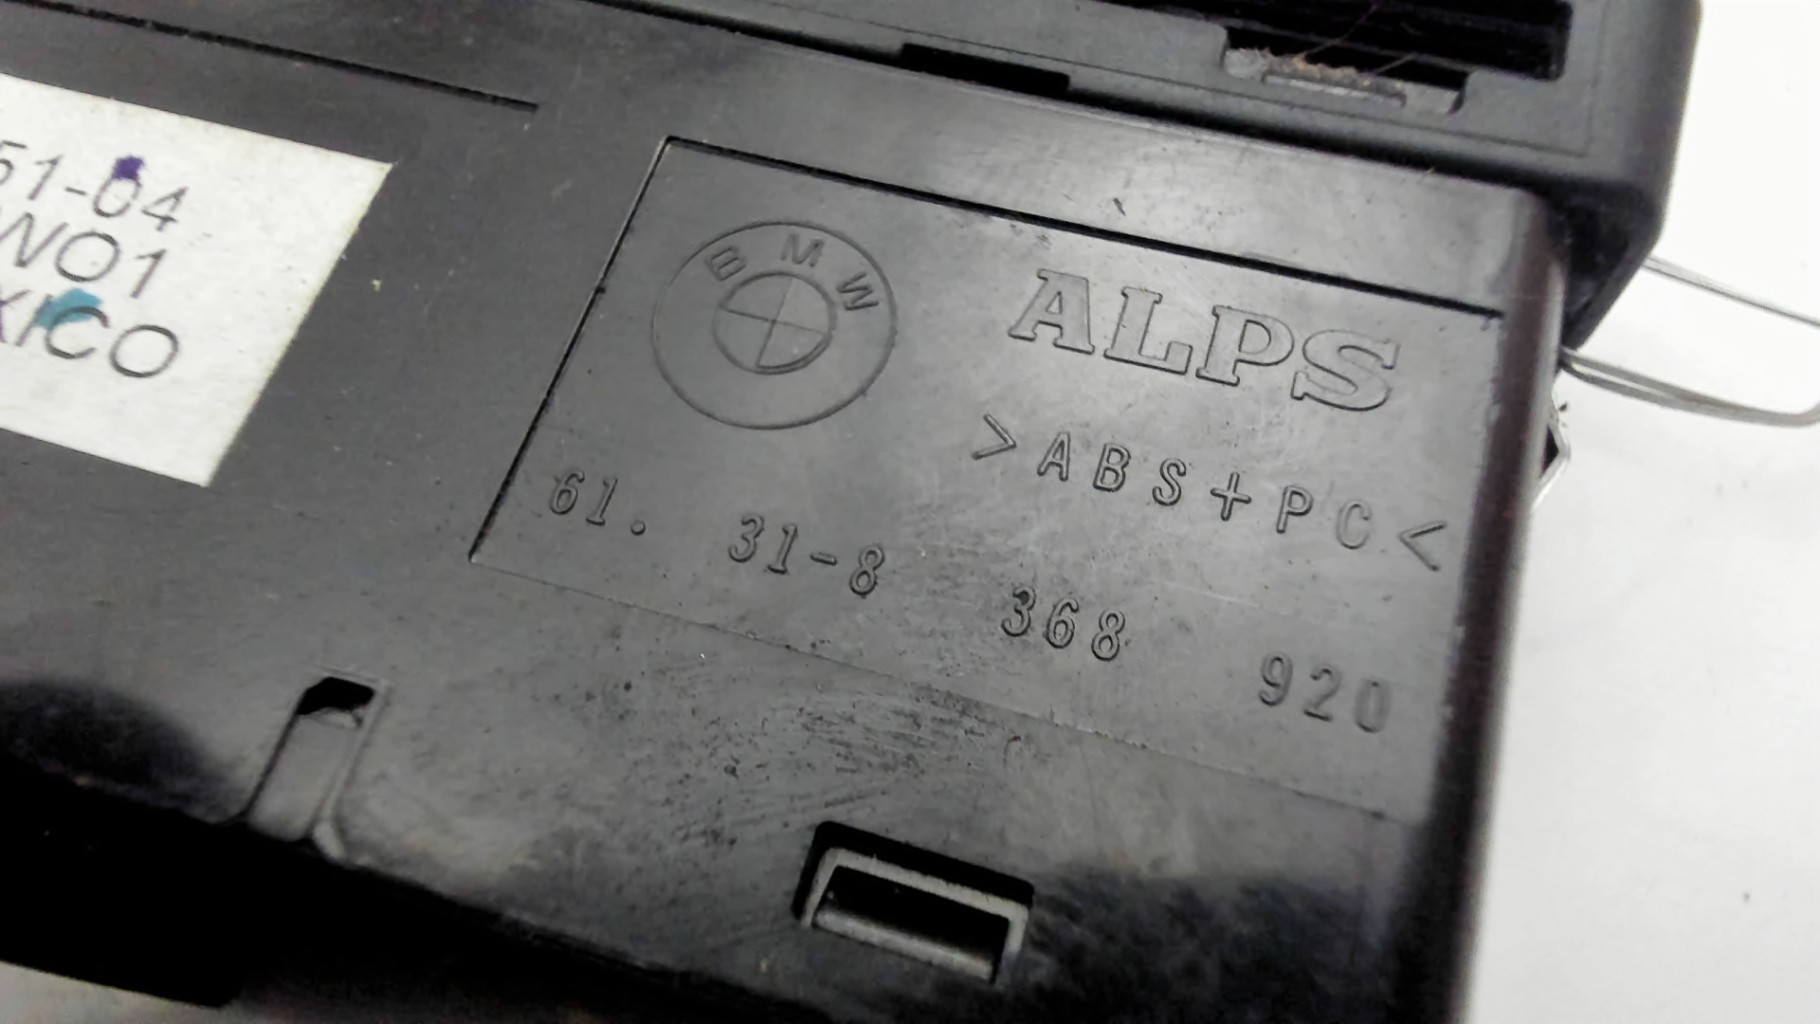 51-04
WO1
XICO
BMW
ALPS
>ABS+PC<
61. 31-8 368 920